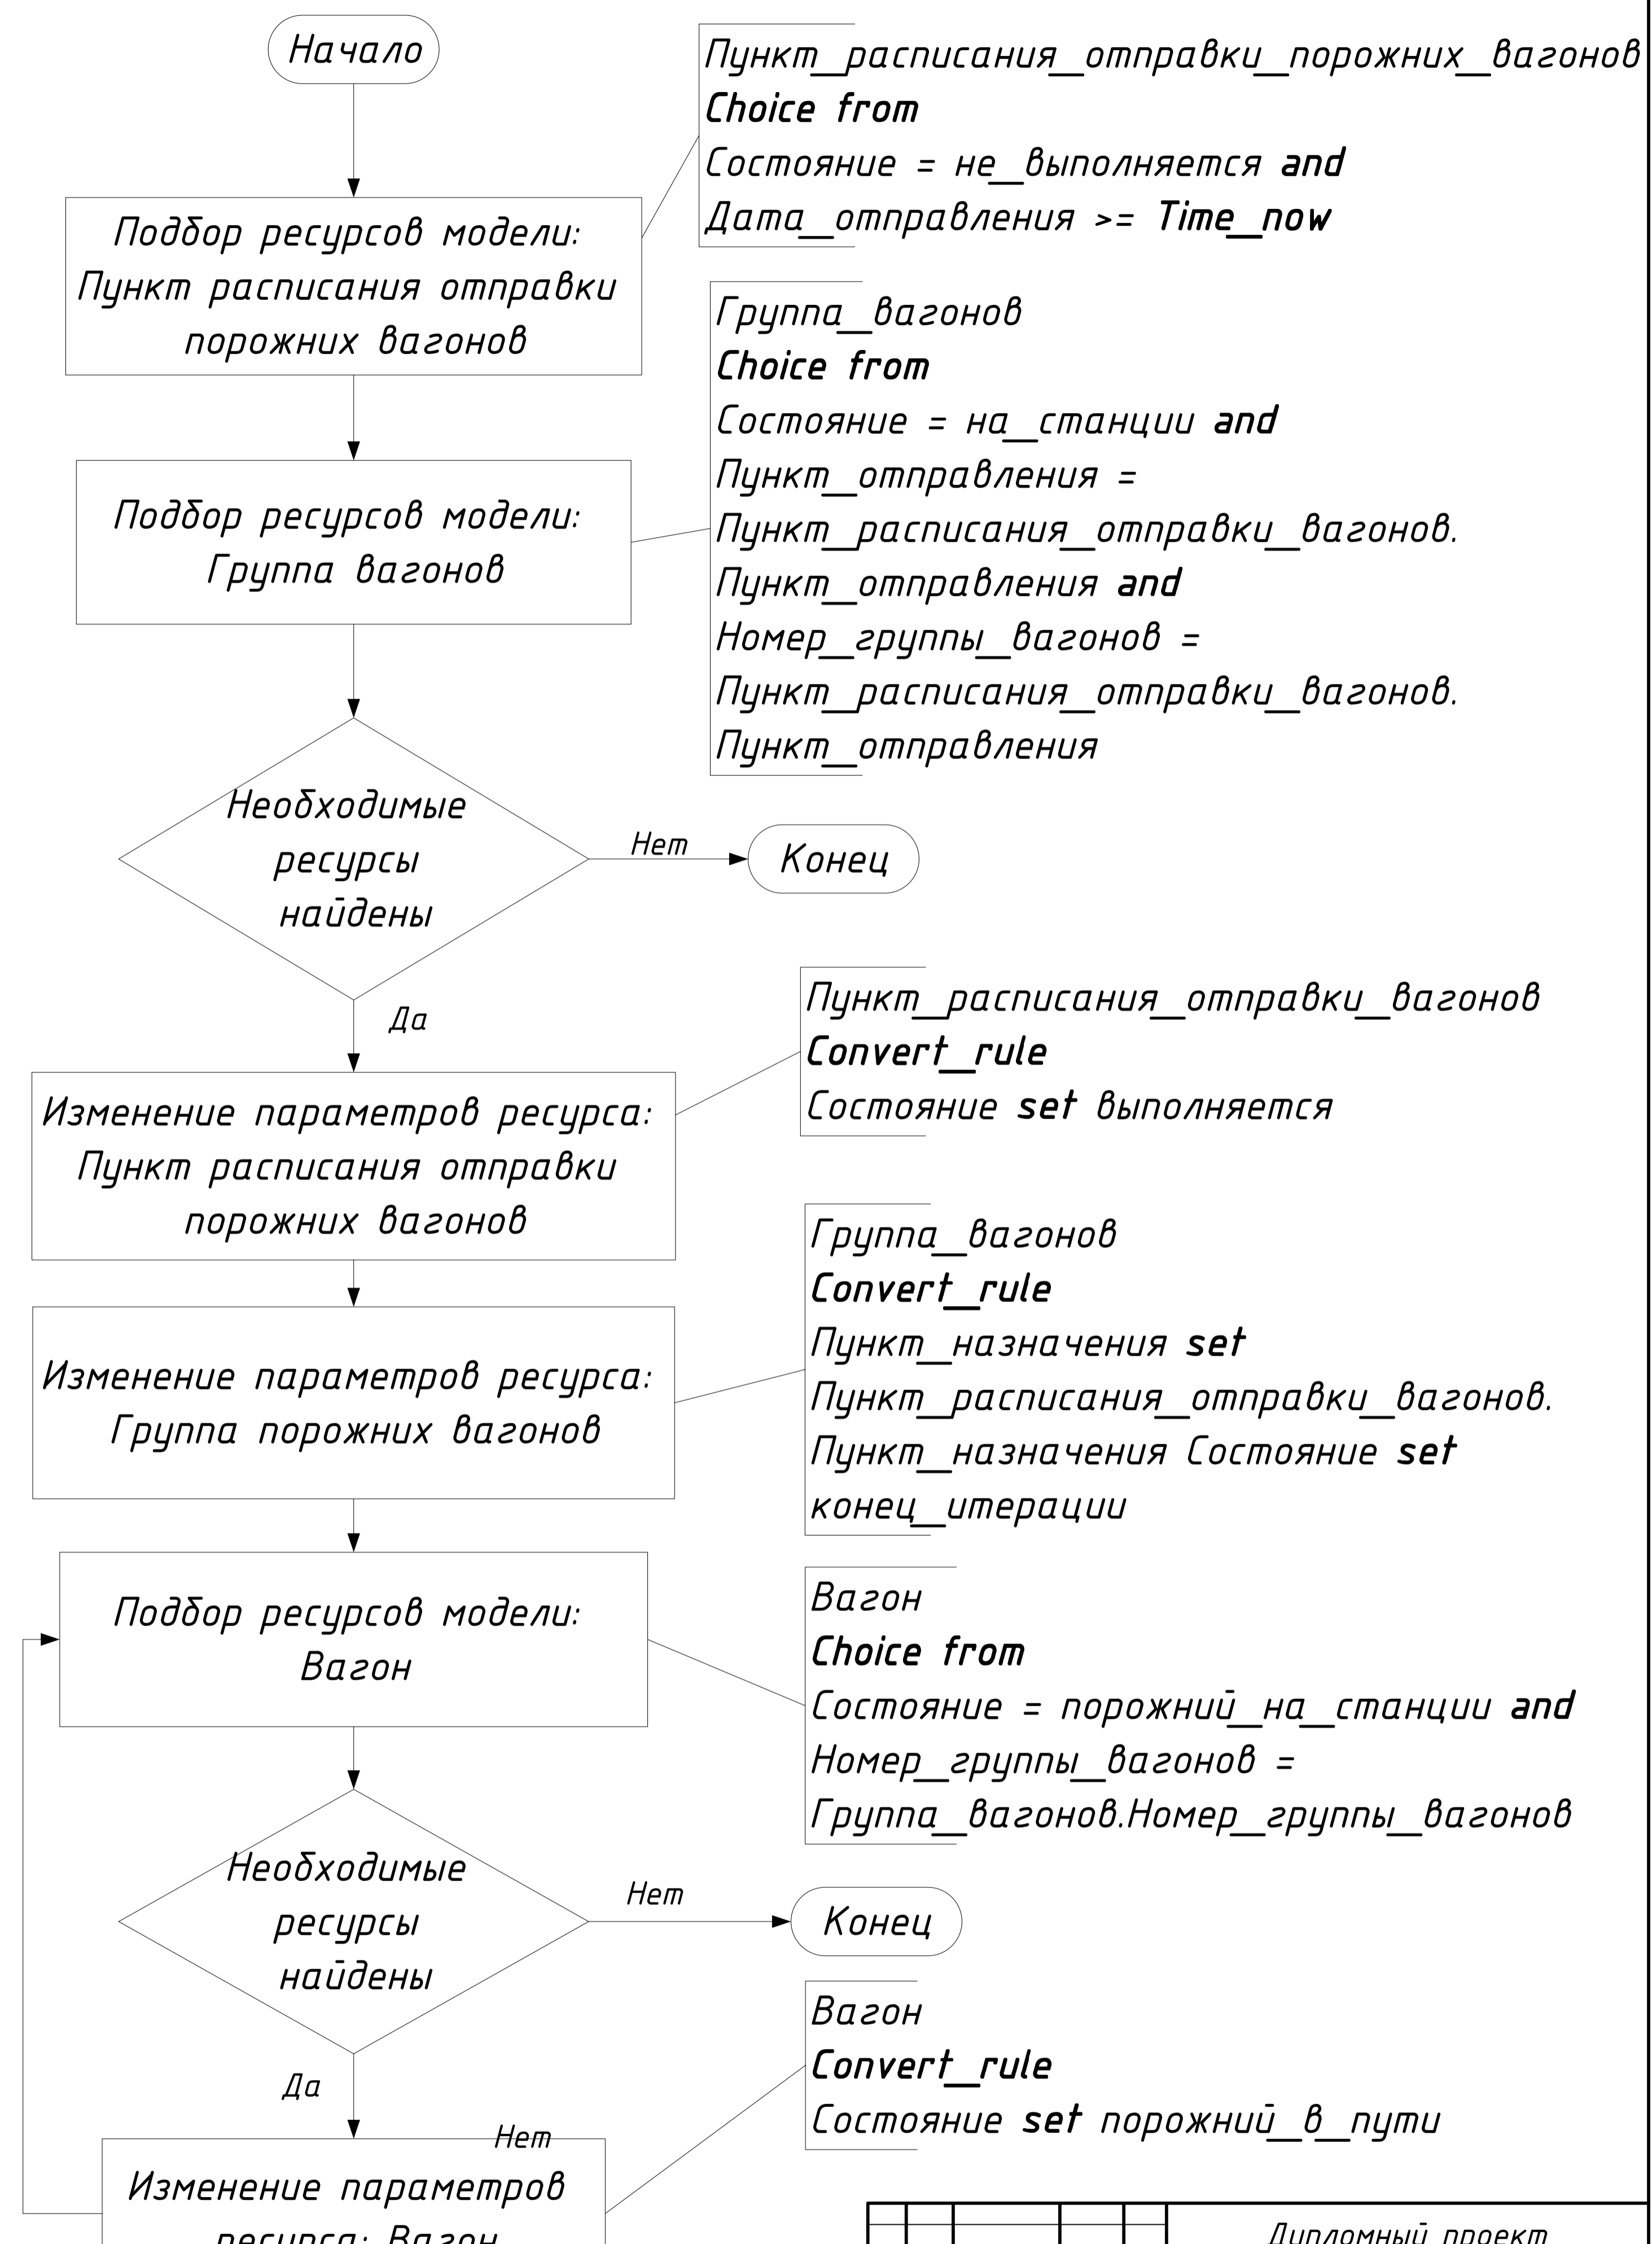 Начало
Пункт_расписания_отправки_порожних_вагонов
Choice from
Состояние = не_выполняется and
Дата_отправления >= Time_now
Подбор ресурсов модели:
Пункт расписания отправки
порожних вагонов
Группа_вагонов
Choice from
Состояние = на_станции and
Пункт_отправления =
Пункт_расписания_отправки_вагонов.
Пункт_отправления and
Номер_группы_вагонов =
Пункт_расписания_отправки_вагонов.
Пункт_отправления
Подбор ресурсов модели:
Группа вагонов
Необходимые
ресурсы
найдены
Нет
Конец
Да
Пункт_расписания_отправки_вагонов
Convert_rule
Состояние set выполняется
Изменение параметров ресурса:
Пункт расписания отправки
порожних вагонов
Группа_вагонов
Convert_rule
Пункт_назначения set
Пункт_расписания_отправки_вагонов.
Пункт_назначения Состояние set
конец_итерации
Изменение параметров ресурса:
Группа порожних вагонов
Подбор ресурсов модели:
Вагон
Вагон
Choice from
Состояние = порожний_на_станции and
Номер_группы_вагонов =
Группа_вагонов.Номер_группы_вагонов
Необходимые
ресурсы
найдены
Нет
Конец
Да
Вагон
Convert_rule
Состояние set порожний_в_пути
Нет
Изменение параметров
ресурса: Вагон
Дипломный проект